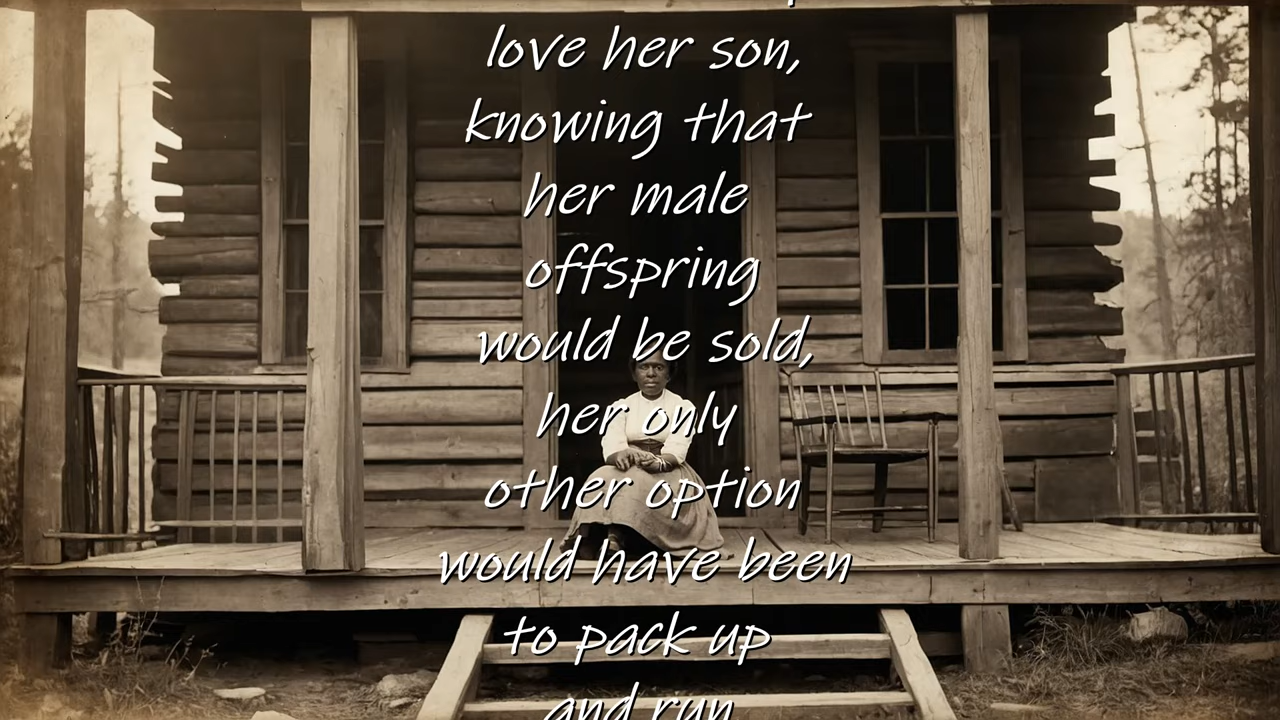 love her son,
knowing that
her male
offspring
would be sold,
her only
other option
would have been
to pack up
and run